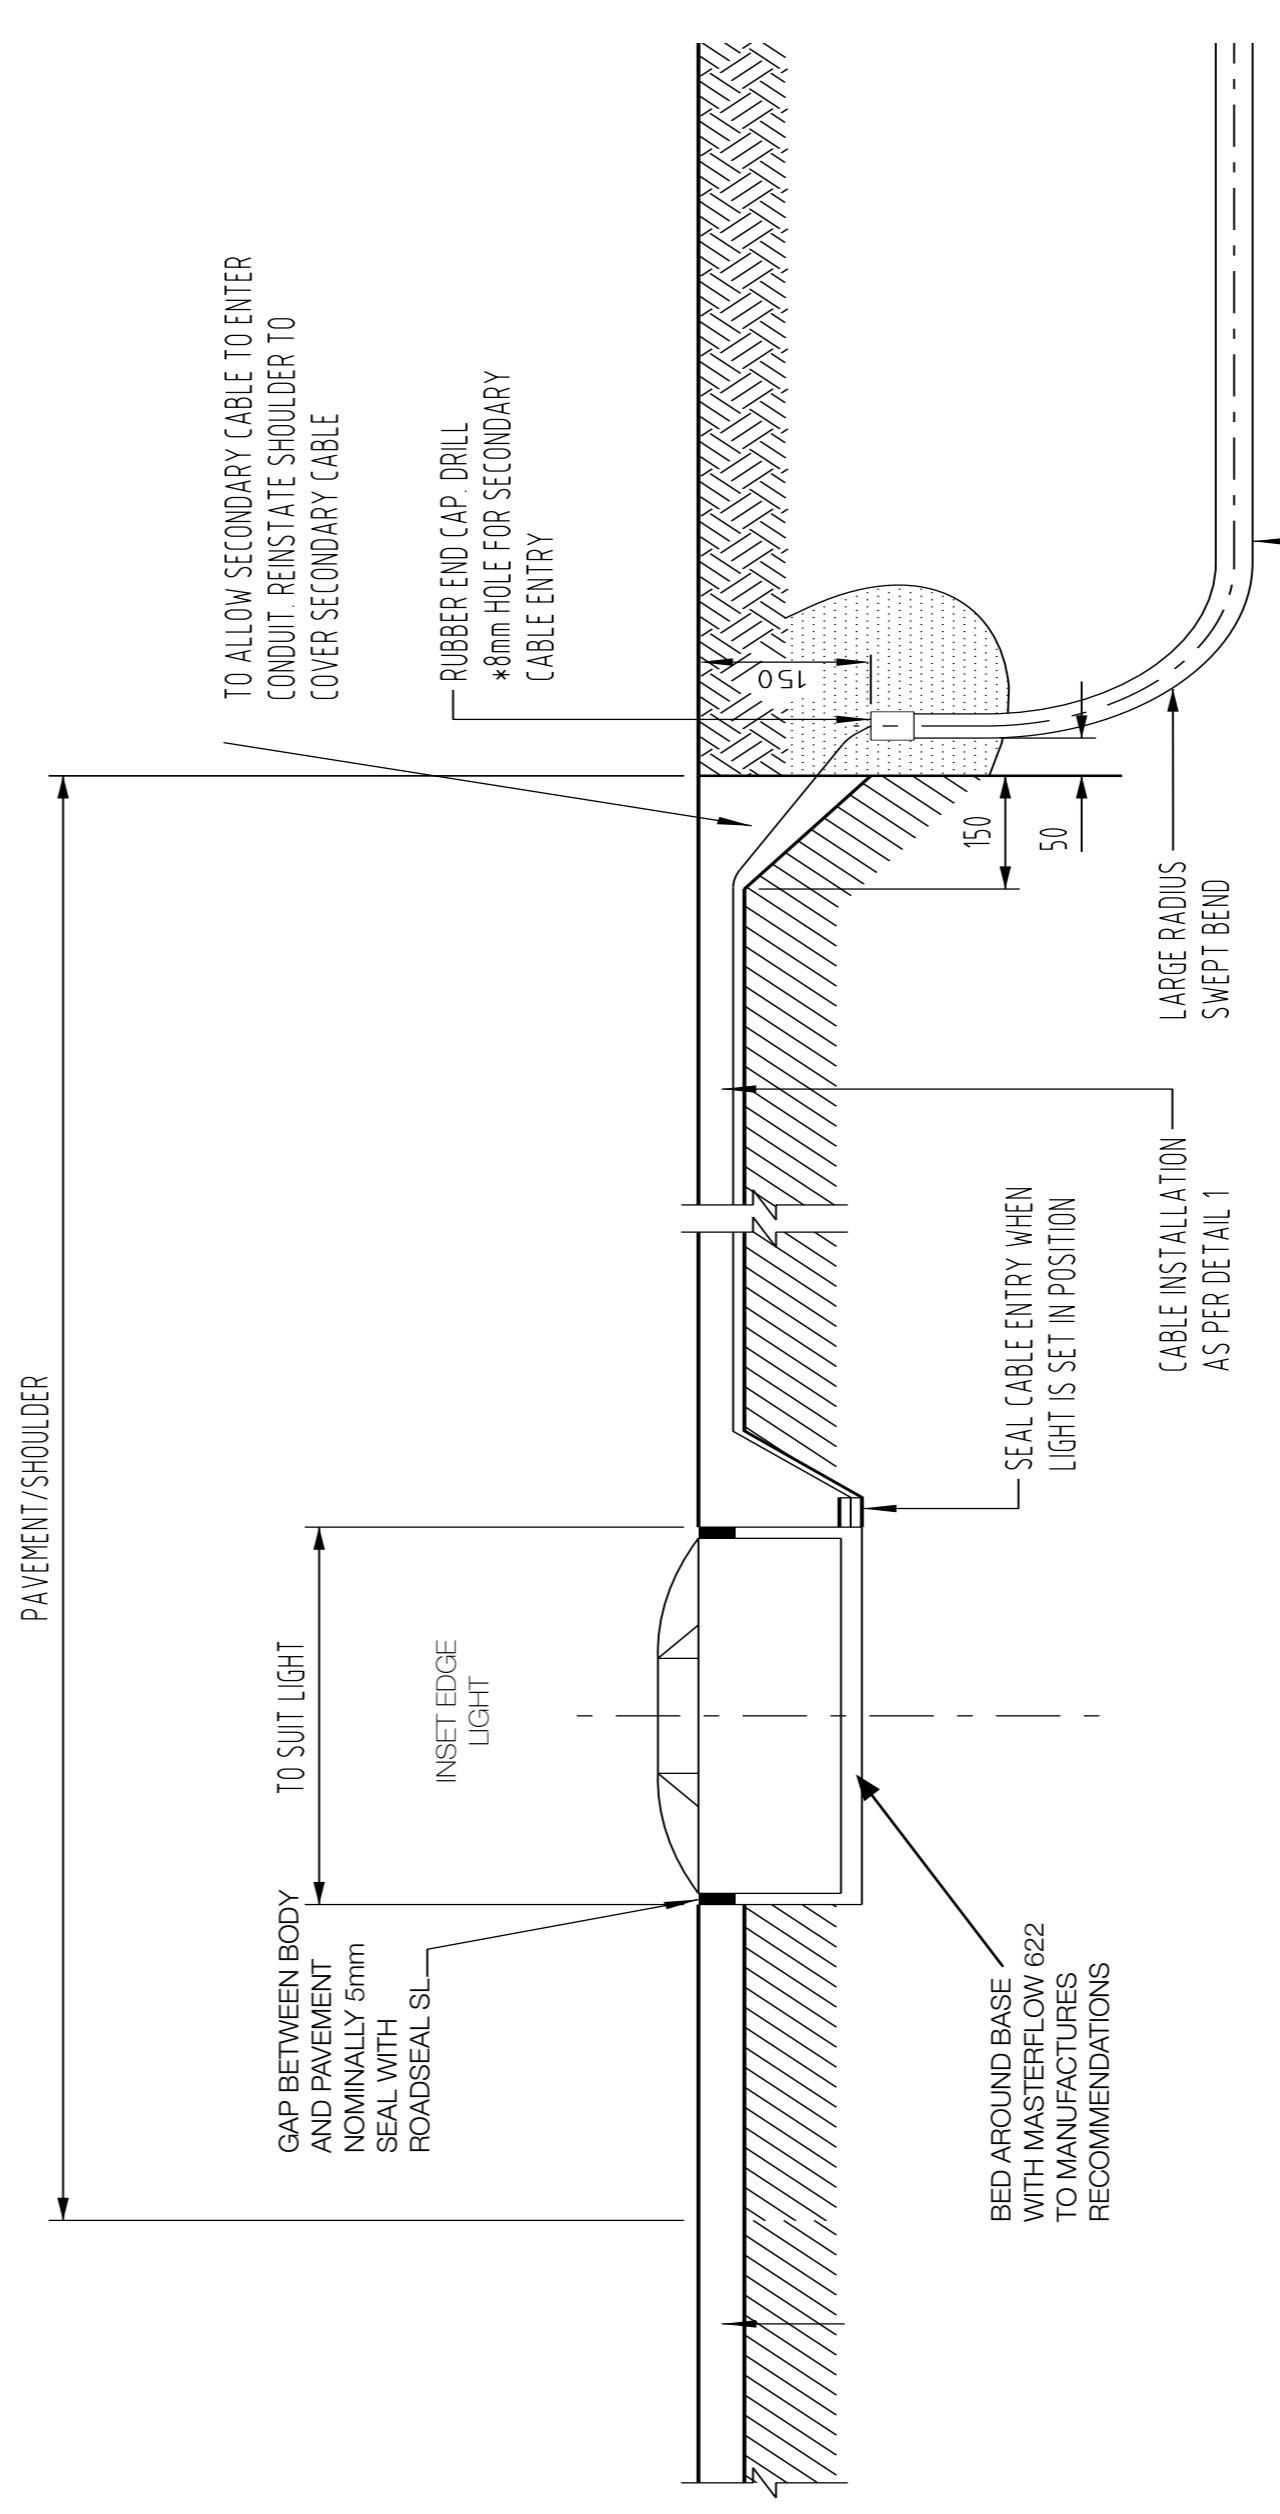 PAVEMENT/SHOULDER
TO SUIT LIGHT
GAP BETWEEN BODY
AND PAVEMENT
NOMINALLY 5mm
SEAL WITH
ROADSEAL SL
INSET EDGE
LIGHT
TO ALLOW SECONDARY CABLE TO ENTER
CONDUIT. REINSTATE SHOULDER TO
COVER SECONDARY CABLE
RUBBER END CAP. DRILL
*8mm HOLE FOR SECONDARY
CABLE ENTRY
150
150
50
BED AROUND BASE
WITH MASTERFLOW 622
TO MANUFACTURES
RECOMMENDATIONS
SEAL CABLE ENTRY WHEN
LIGHT IS SET IN POSITION
CABLE INSTALLATION
AS PER DETAIL 1
LARGE RADIUS
SWEPT BEND